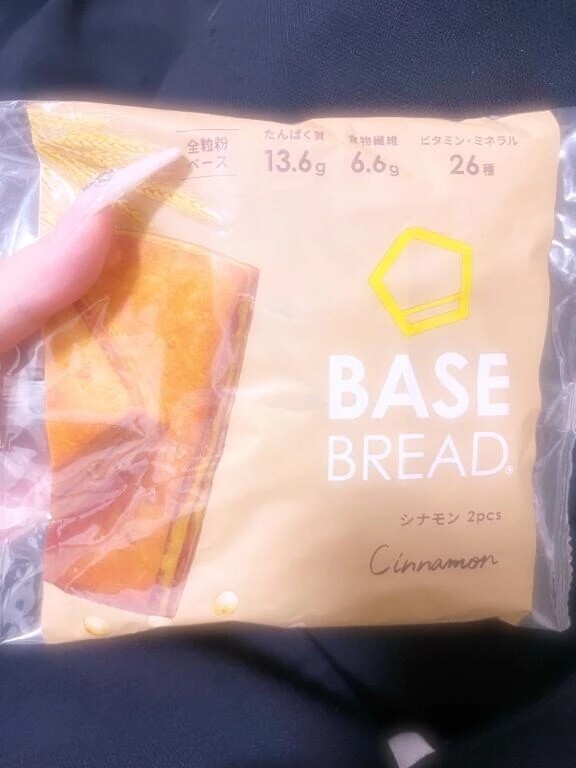 全粒粉
ベース
たんぱく質
13.6g
食物繊維
6.6g
ビタミン・ミネラル
26種
BASE
BREAD®
シナモン 2pcs
Cinnamon